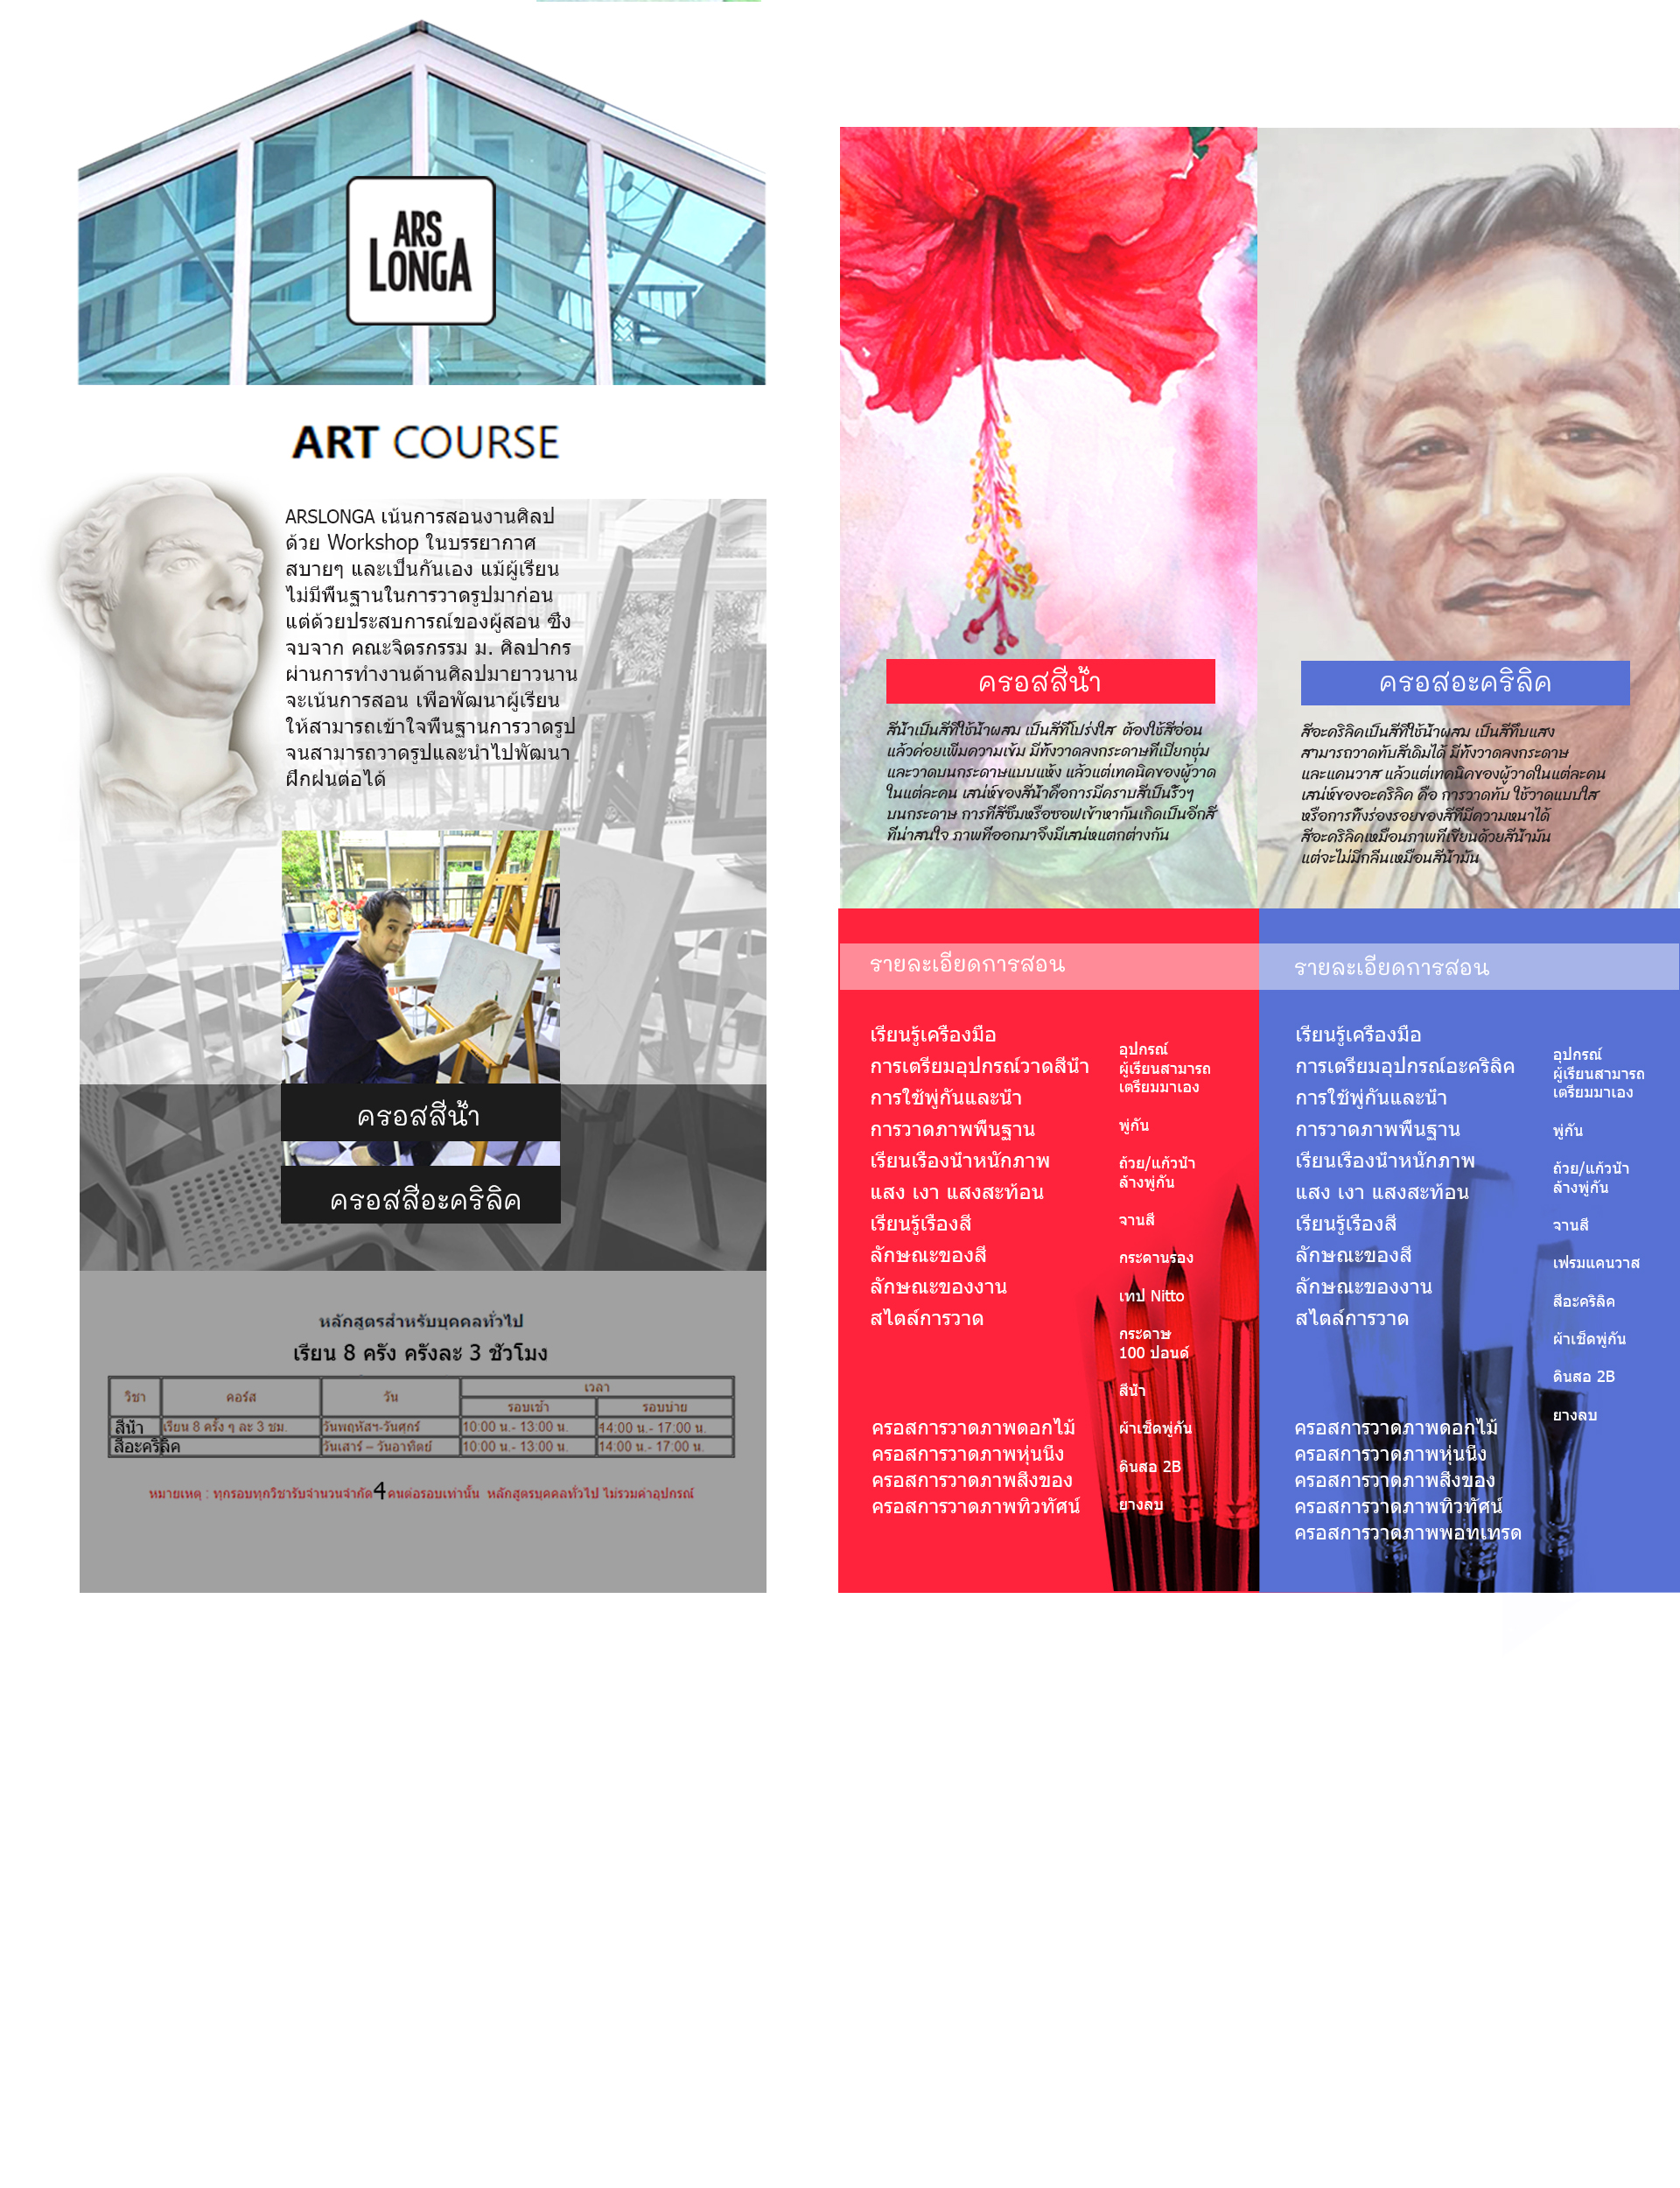 ARS
LONGA
ART COURSE
ARSLONGA เน้นการสอนงานศิลป
ด้วย Workshop ในบรรยากาศ
สบายๆ และเป็นกันเอง แม้ผู้เรียน
ไม่มีพื้นฐานในการวาดรูปมาก่อน
แต่ด้วยประสบการณ์ของผู้สอน ซึ่ง
จบจาก คณะจิตรกรรม ม. ศิลปากร
ผ่านการทำงานด้านศิลปมายาวนาน
จะเน้นการสอน เพื่อพัฒนาผู้เรียน
ให้สามารถเข้าใจพื้นฐานการวาดรูป
จนสามารถวาดรูปและนำไปพัฒนา
ฝึกฝนต่อได้
ครอสสีน้ำ
ครอสสีอะคริลิค
หลักสูตรสำหรับบุคคลทั่วไป
เรียน 8 ครั้ง ครั้งละ 3 ชั่วโมง
วิชา คอร์ส วัน เวลา
รอบเช้า รอบบ่าย
สีน้ำ เรียน 8 ครั้ง ๆ ละ 3 ชม. วันพฤหัสฯ-วันศุกร์ 10:00 น.- 13:00 น. 14:00 น.- 17:00 น.
สีอะคริลิค วันเสาร์ – วันอาทิตย์ 10:00 น.- 13:00 น. 14:00 น.- 17:00 น.
หมายเหตุ : ทุกรอบทุกวิชารับจำนวนจำกัด 4 คนต่อรอบเท่านั้น หลักสูตรบุคคลทั่วไป ไม่รวมค่าอุปกรณ์
ครอสสีน้ำ
สีน้ำเป็นสีที่ใช้น้ำผสม เป็นสีที่โปร่งใส ต้องใช้สีอ่อน
แล้วค่อยเพิ่มความเข้ม มีทั้งวาดลงกระดาษที่เปียกชุ่ม
และวาดบนกระดาษแบบแห้ง แล้วแต่เทคนิคของผู้วาด
ในแต่ละคน เสน่ห์ของสีน้ำคือการมีคราบสีเป็นริ้วๆ
บนกระดาษ การที่สีซึมหรือซอฟเข้าหากันเกิดเป็นอีกสี
ที่น่าสนใจ ภาพที่ออกมาจึงมีเสน่หแตกต่างกัน
รายละเอียดการสอน
เรียนรู้เครื่องมือ
การเตรียมอุปกรณ์วาดสีน้ำ
การใช้พู่กันและน้ำ
การวาดภาพพื้นฐาน
เรียนเรื่องน้ำหนักภาพ
แสง เงา แสงสะท้อน
เรียนรู้เรื่องสี
ลักษณะของสี
ลักษณะของงาน
สไตล์การวาด
ครอสการวาดภาพดอกไม้
ครอสการวาดภาพหุ่นนิ่ง
ครอสการวาดภาพสิ่งของ
ครอสการวาดภาพทิวทัศน์
อุปกรณ์
ผู้เรียนสามารถ
เตรียมมาเอง
พู่กัน
ถ้วย/แก้วน้ำ
ล้างพู่กัน
จานสี
กระดานรอง
เทป Nitto
กระดาษ
100 ปอนด์
สีน้ำ
ผ้าเช็ดพู่กัน
ดินสอ 2B
ยางลบ
ครอสอะคริลิค
สีอะคริลิคเป็นสีที่ใช้น้ำผสม เป็นสีทึบแสง
สามารถวาดทับสีเดิมได้ มีทั้งวาดลงกระดาษ
และแคนวาส แล้วแต่เทคนิคของผู้วาดในแต่ละคน
เสน่ห์ของอะคริลิค คือ การวาดทับ ใช้วาดแบบใส
หรือการทิ้งร่องรอยของสีที่มีความหนาได้
สีอะคริลิคเหมือนภาพที่เขียนด้วยสีน้ำมัน
แต่จะไม่มีกลิ่นเหมือนสีน้ำมัน
รายละเอียดการสอน
เรียนรู้เครื่องมือ
การเตรียมอุปกรณ์อะคริลิค
การใช้พู่กันและน้ำ
การวาดภาพพื้นฐาน
เรียนเรื่องน้ำหนักภาพ
แสง เงา แสงสะท้อน
เรียนรู้เรื่องสี
ลักษณะของสี
ลักษณะของงาน
สไตล์การวาด
ครอสการวาดภาพดอกไม้
ครอสการวาดภาพหุ่นนิ่ง
ครอสการวาดภาพสิ่งของ
ครอสการวาดภาพทิวทัศน์
ครอสการวาดภาพพอทเทรด
อุปกรณ์
ผู้เรียนสามารถ
เตรียมมาเอง
พู่กัน
ถ้วย/แก้วน้ำ
ล้างพู่กัน
จานสี
เฟรมแคนวาส
สีอะคริลิค
ผ้าเช็ดพู่กัน
ดินสอ 2B
ยางลบ